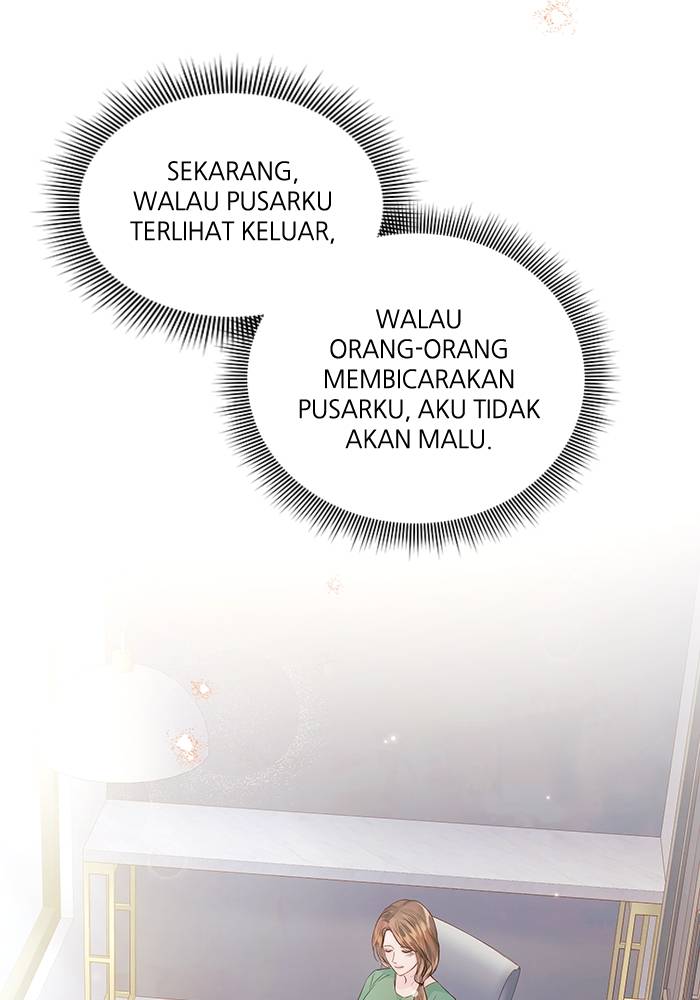 SEKARANG,
WALAU PUSARKU
TERLIHAT KELUAR,
WALAU
ORANG-ORANG
MEMBICARAKAN
PUSARKU, AKU TIDAK
AKAN MALU.